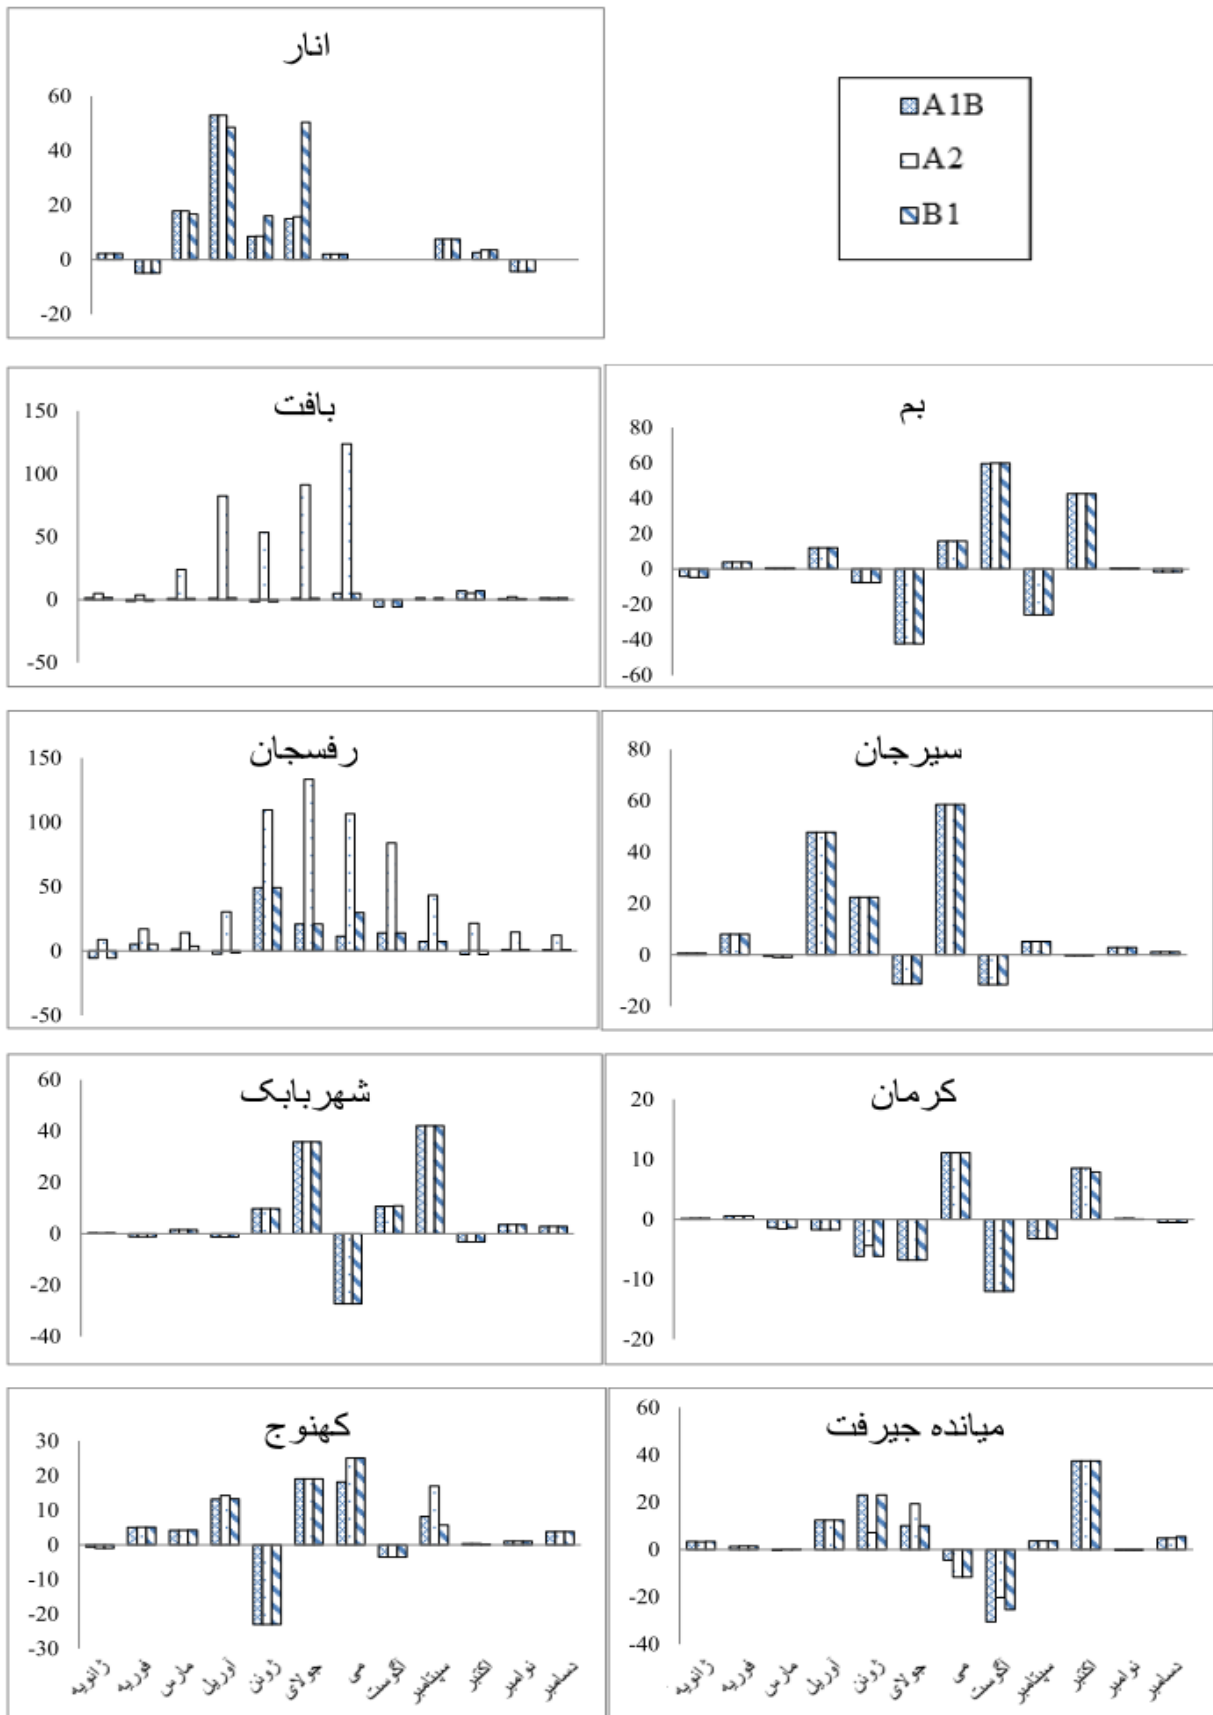 انار
60
40
20
0
-20
A1B
A2
B1
بافت
150
100
50
0
-50
بم
80
60
40
20
0
-20
-40
-60
رفسجان
150
100
50
0
-50
سیرجان
80
60
40
20
0
-20
شهربابک
60
40
20
0
-20
-40
کرمان
20
10
0
-10
-20
کهنوج
30
20
10
0
-10
-20
-30
ژانویه
فوریه
مارس
آوریل
ژوئن
جولای
می
آگوست
سپتامبر
اکتبر
نوامبر
دسامبر
میانده جیرفت
60
40
20
0
-20
-40
ژانویه
فوریه
مارس
آوریل
ژوئن
جولای
می
آگوست
سپتامبر
اکتبر
نوامبر
دسامبر